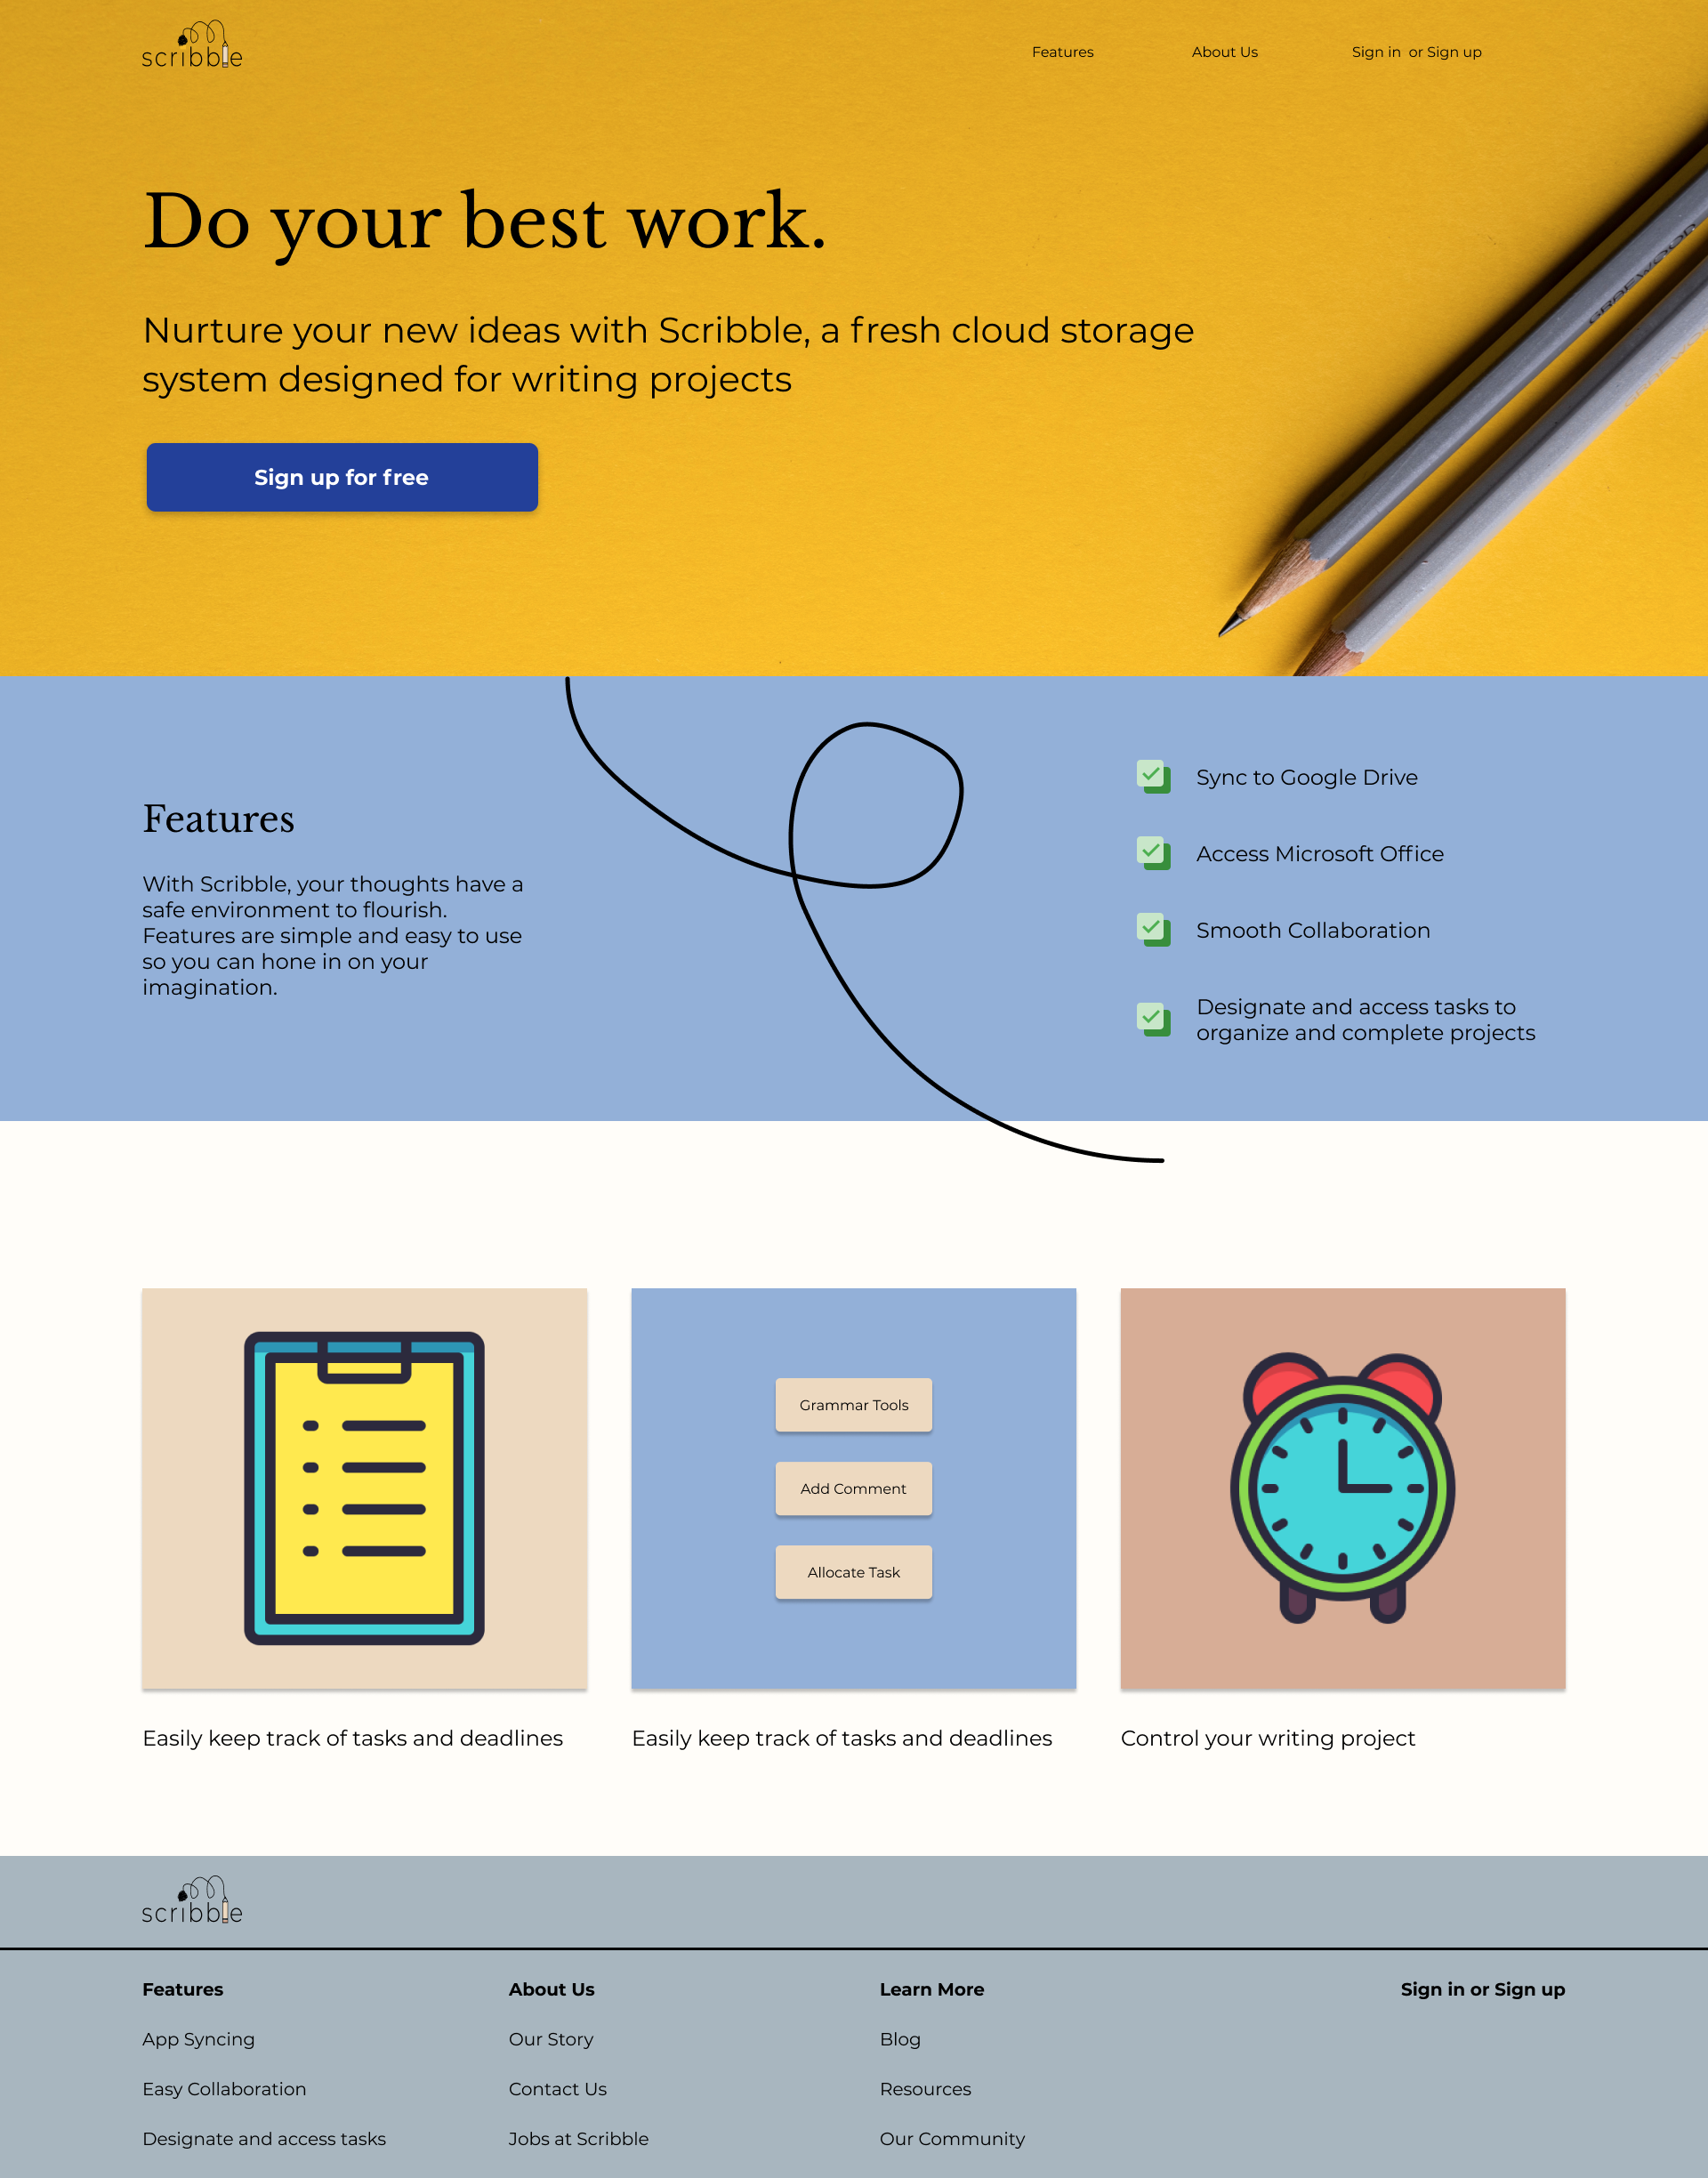 scribble
Features
About Us
Sign in or Sign up
Do your best work.
Nurture your new ideas with Scribble, a fresh cloud storage
system designed for writing projects
Sign up for free
Features
With Scribble, your thoughts have a
safe environment to flourish.
Features are simple and easy to use
so you can hone in on your
imagination.
Sync to Google Drive
Access Microsoft Office
Smooth Collaboration
Designate and access tasks to
organize and complete projects
Grammar Tools
Add Comment
Allocate Task
Easily keep track of tasks and deadlines
Easily keep track of tasks and deadlines
Control your writing project
scribble
Features
App Syncing
Easy Collaboration
Designate and access tasks
About Us
Our Story
Contact Us
Jobs at Scribble
Learn More
Blog
Resources
Our Community
Sign in or Sign up